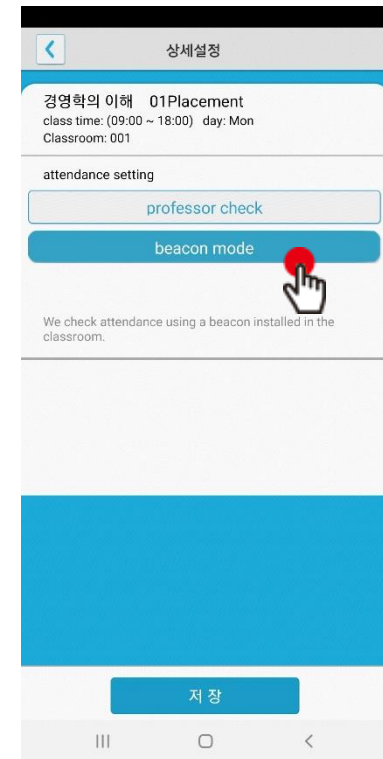 상세설정
경영학의 이해 01Placement
class time: (09:00 ~ 18:00) day: Mon
Classroom: 001
attendance setting
professor check
beacon mode
We check attendance using a beacon installed in the
classroom.
저 장